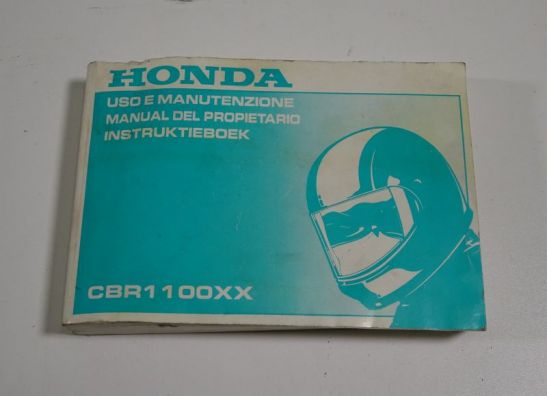 HONDA
USO E MANUTENZIONE
MANUAL DEL PROPIETARIO
INSTRUKTIEBOEK
CBR1100XX